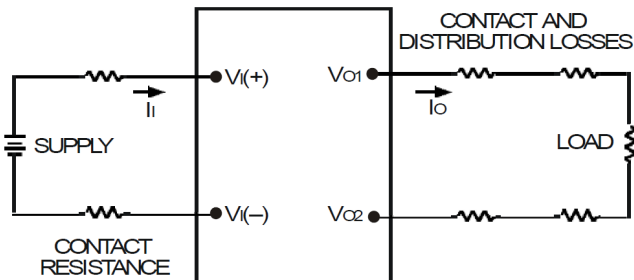 CONTACT AND
DISTRIBUTION LOSSES
VI(+)
VO1
II
IO
SUPPLY
LOAD
VI(–)
VO2
CONTACT
RESISTANCE